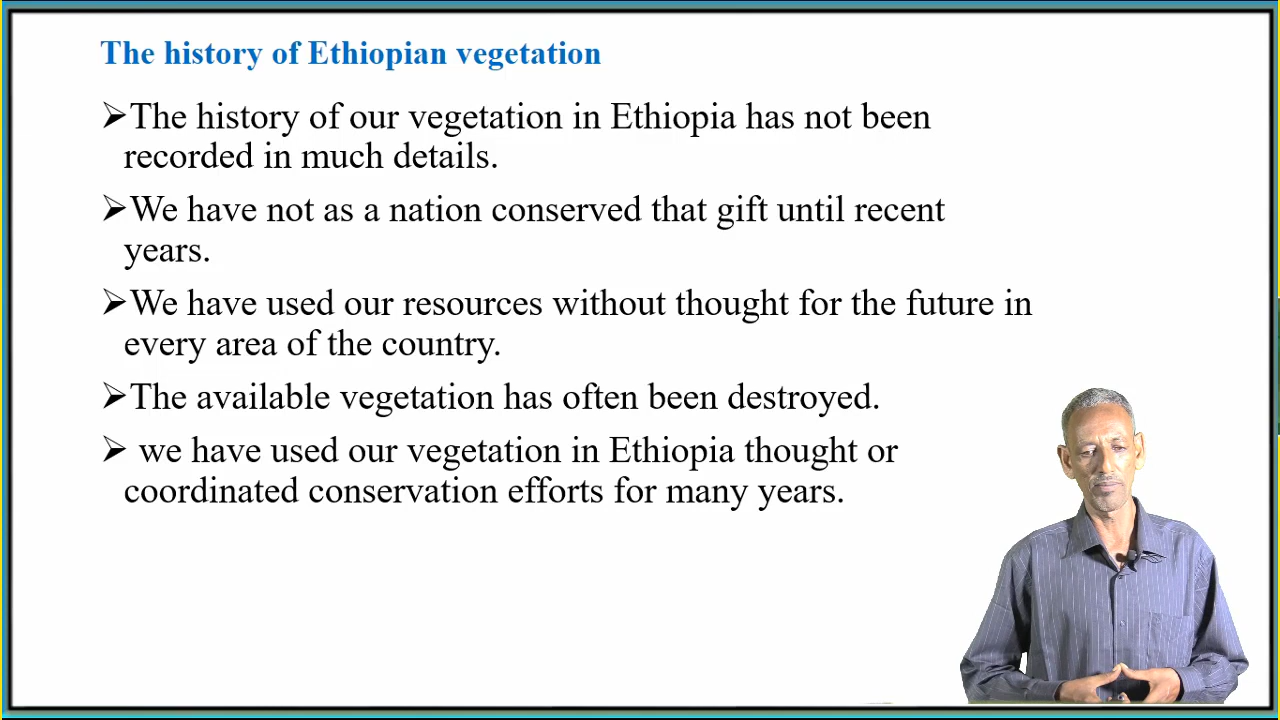 The history of Ethiopian vegetation
➢The history of our vegetation in Ethiopia has not been
recorded in much details.
➢We have not as a nation conserved that gift until recent
years.
➢We have used our resources without thought for the future in
every area of the country.
➢The available vegetation has often been destroyed.
➢ we have used our vegetation in Ethiopia thought or
coordinated conservation efforts for many years.